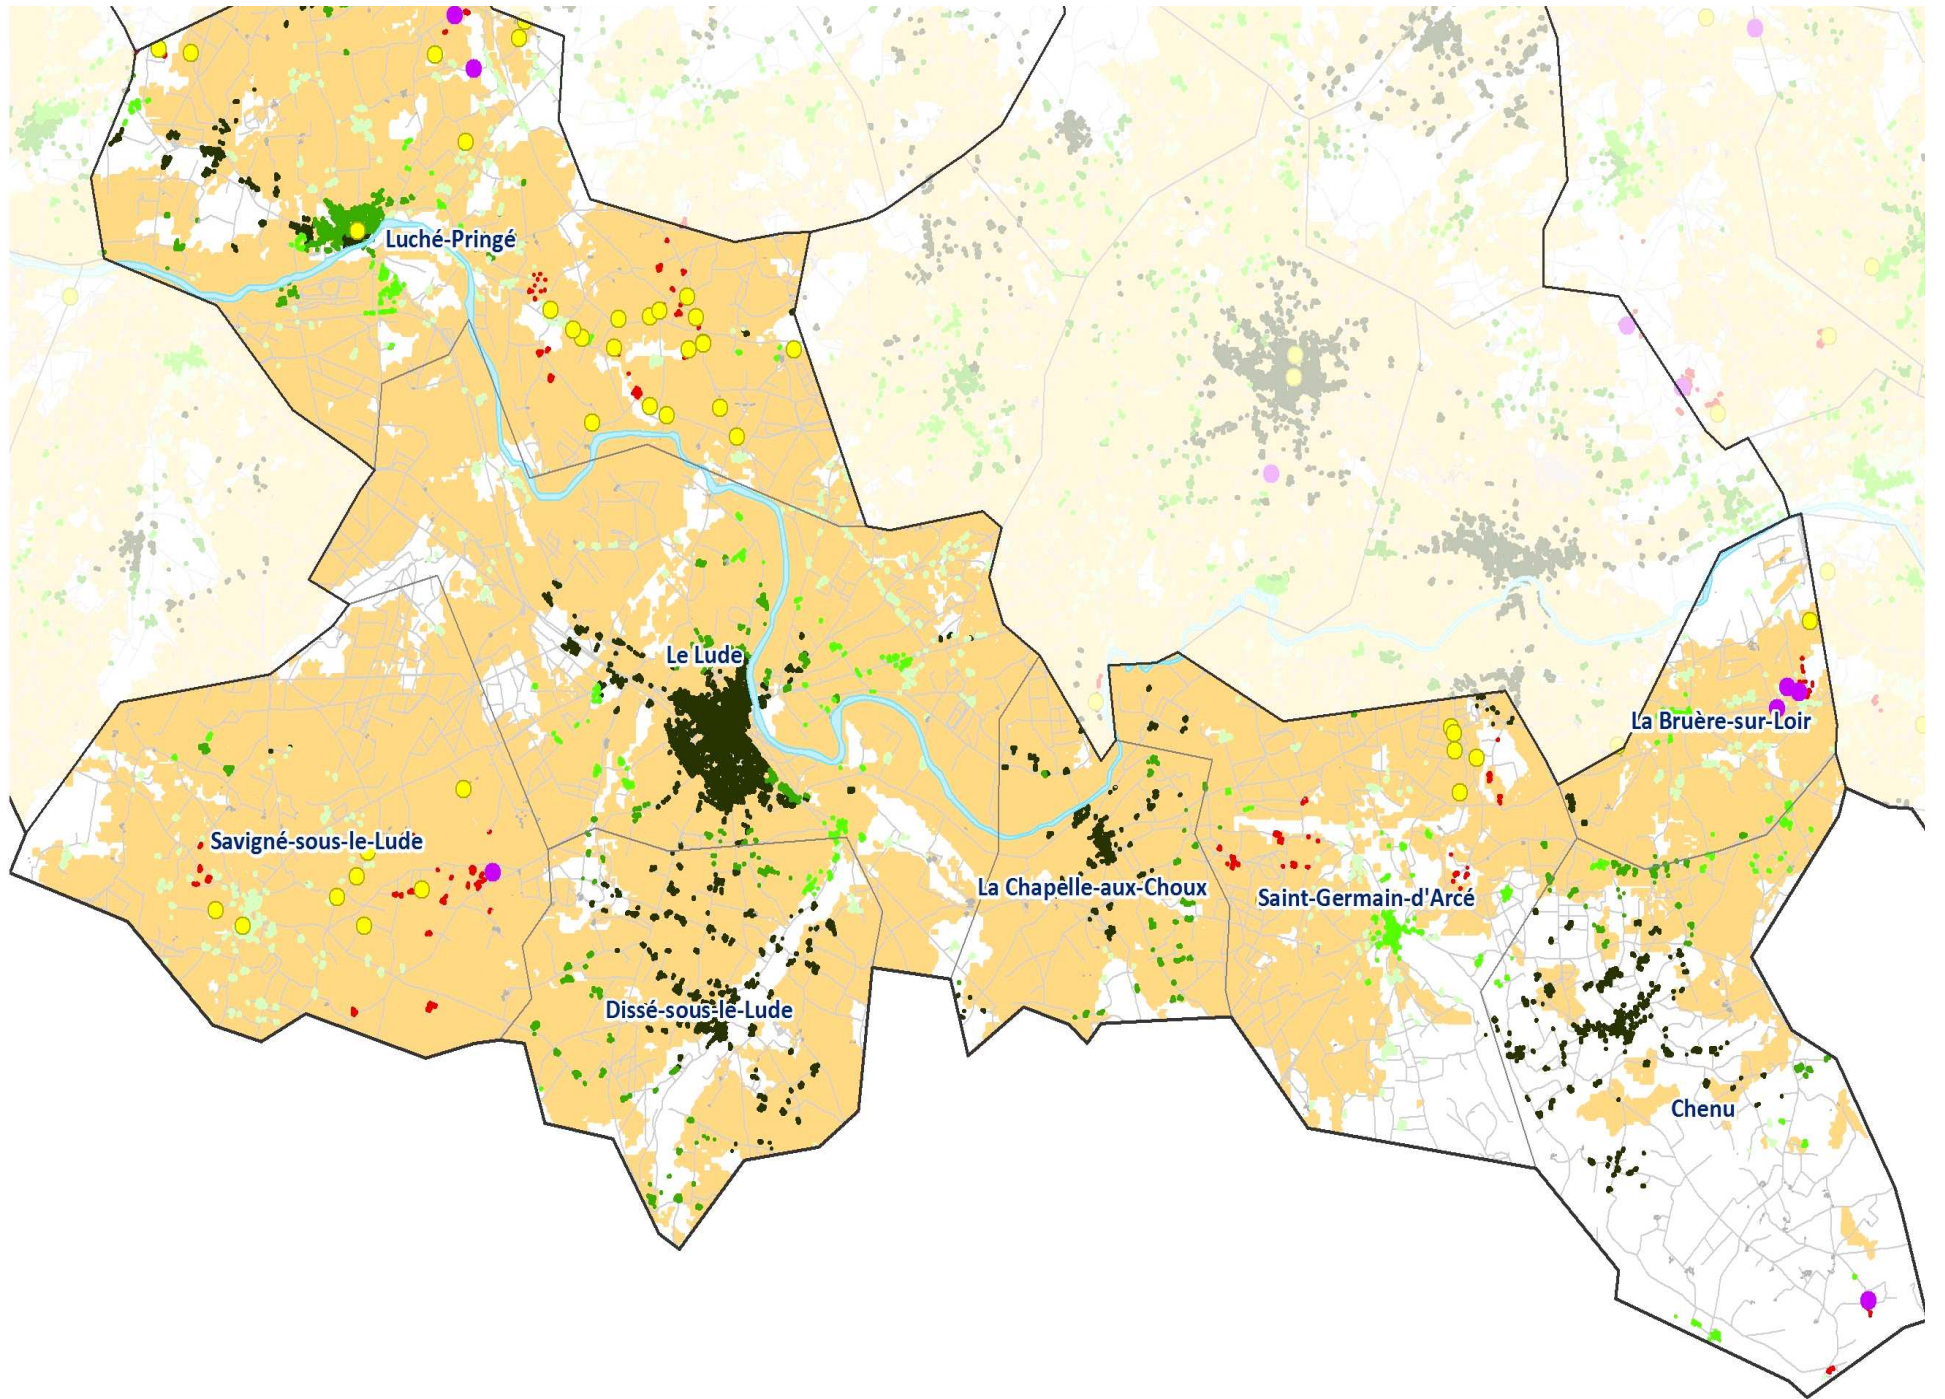 Luché-Pringé
Le Lude
La Bruère-sur-Loir
Savigné-sous-le-Lude
La Chapelle-aux-Choux
Saint-Germain-d'Arcé
Dissé-sous-le-Lude
Chenu